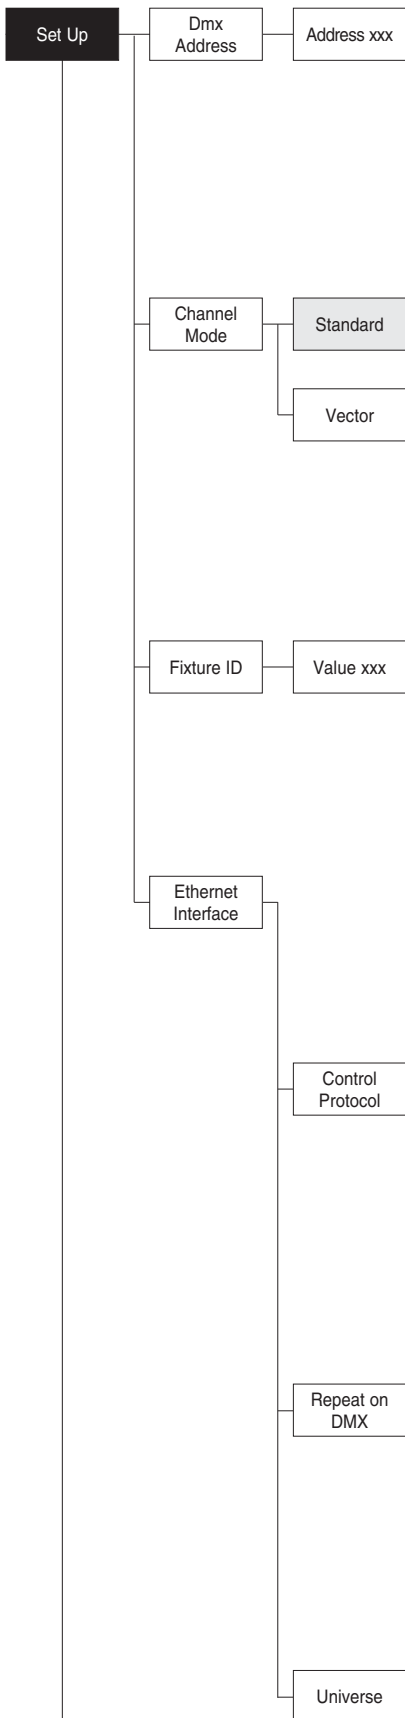 Set Up
Dmx
Address
Address xxx
Channel
Mode
Standard
Vector
Fixture ID
Value xxx
Ethernet
Interface
Control
Protocol
Repeat on
DMX
Universe